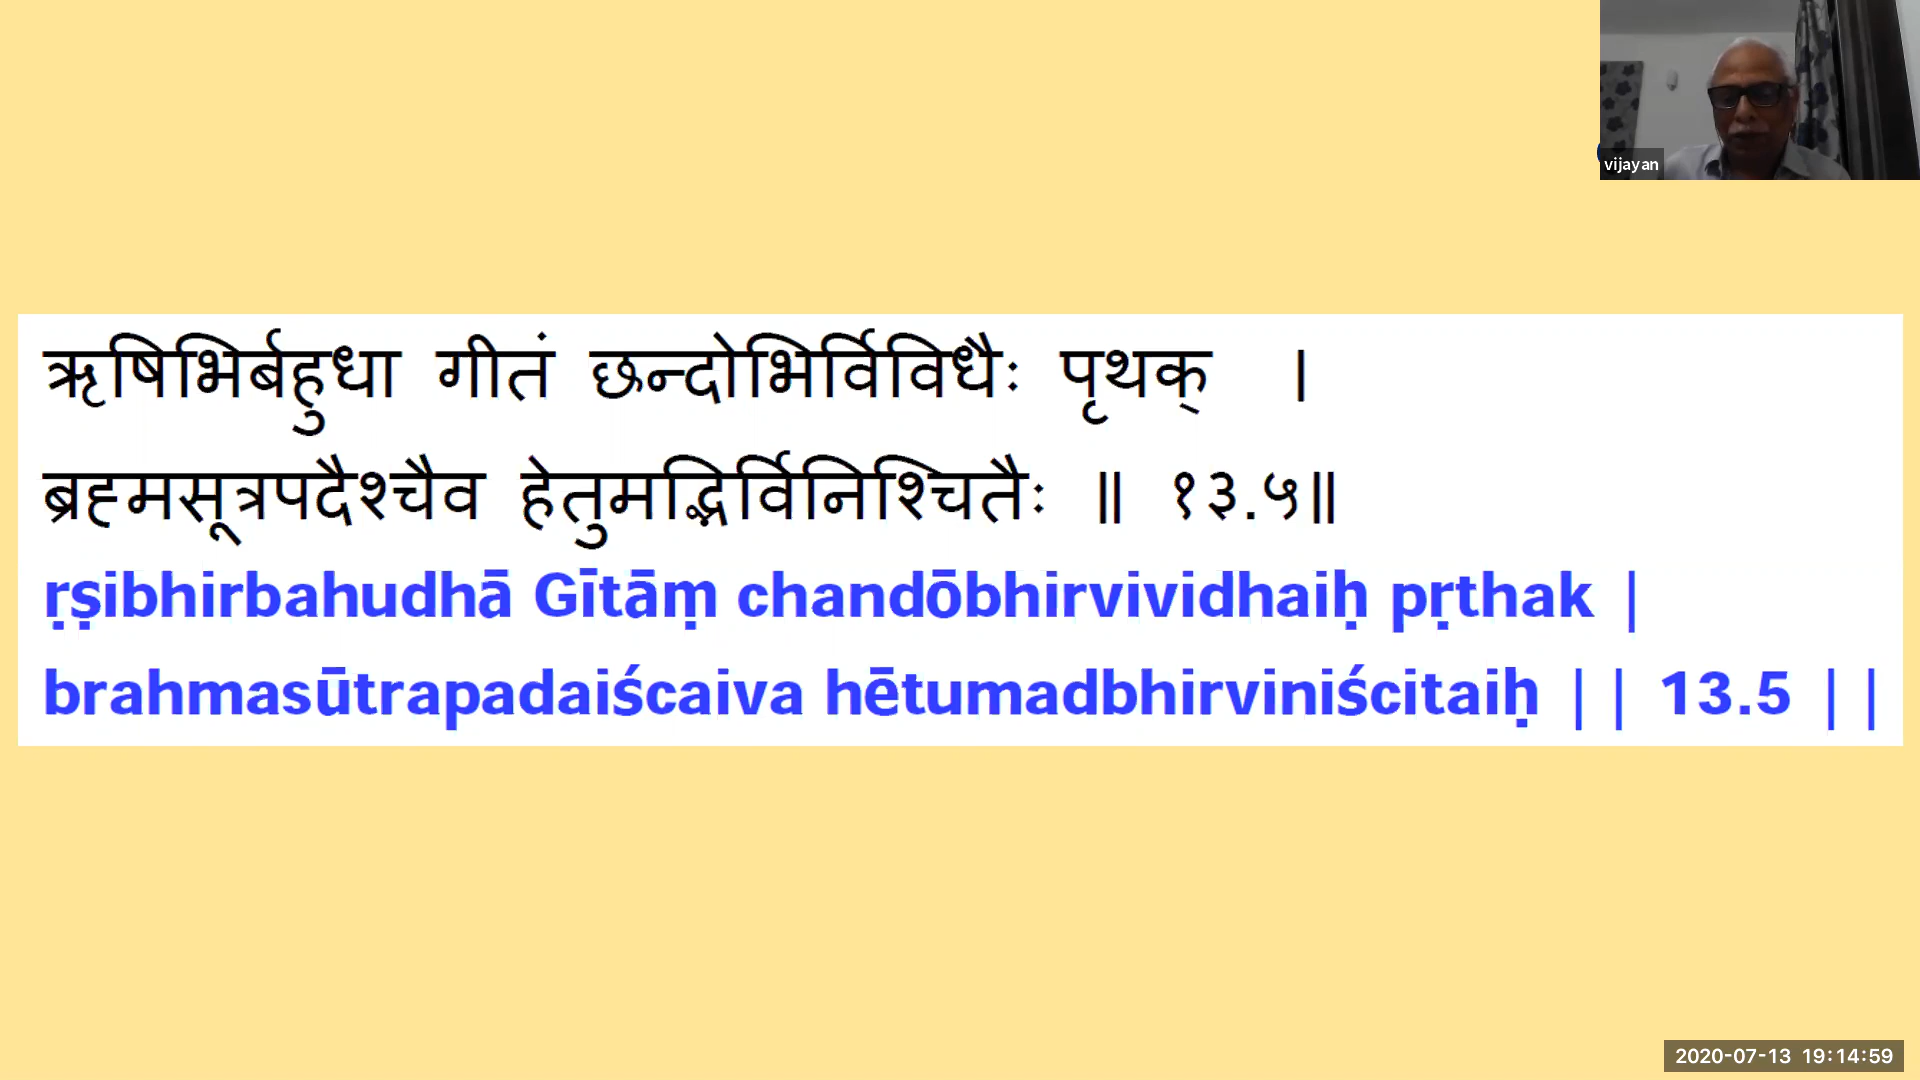 vijayan
ऋषिभिर्बहुधा गीतं छन्दोभिर्विविधैः पृथक् ।
ब्रह्मसूत्रपदैश्चैव हेतुमद्भिर्विनिश्चितैः ॥ १३.५॥
ṛṣibhirbahudhā Gītāṃ chandōbhirvividhaiḥ pṛthak |
brahmasūtrapadaiścaiva hētumadbhirviniścitaiḥ || 13.5 ||
2020-07-13 19:14:59